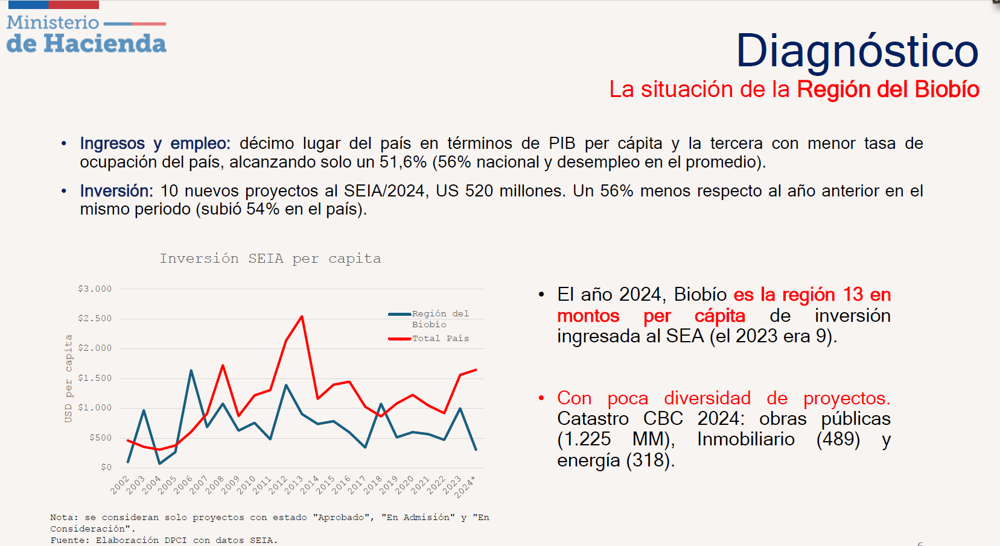 Ministerio
de Hacienda
Diagnóstico
La situación de la Región del Biobío
• Ingresos y empleo: décimo lugar del país en términos de PIB per cápita y la tercera con menor tasa de
ocupación del país, alcanzando solo un 51,6% (56% nacional y desempleo en el promedio).
• Inversión: 10 nuevos proyectos al SEIA/2024, US 520 millones. Un 56% menos respecto al año anterior en el
mismo periodo (subió 54% en el país).
Inversión SEIA per capita
USD per capita
$3.000
$2.500
$2.000
$1.500
$1.000
$500
$0
Región del
Biobío
Total País
2002
2003
2004
2005
2006
2007
2008
2009
2010
2011
2012
2013
2014
2015
2016
2017
2018
2019
2020
2021
2022
2023
2024*
Nota: se consideran solo proyectos con estado "Aprobado", "En Admisión" y "En
Consideración".
Fuente: Elaboración DPCI con datos SEIA.
• El año 2024, Biobío es la región 13 en
montos per cápita de inversión
ingresada al SEA (el 2023 era 9).
• Con poca diversidad de proyectos.
Catastro CBC 2024: obras públicas
(1.225 MM), Inmobiliario (489) y
energía (318).